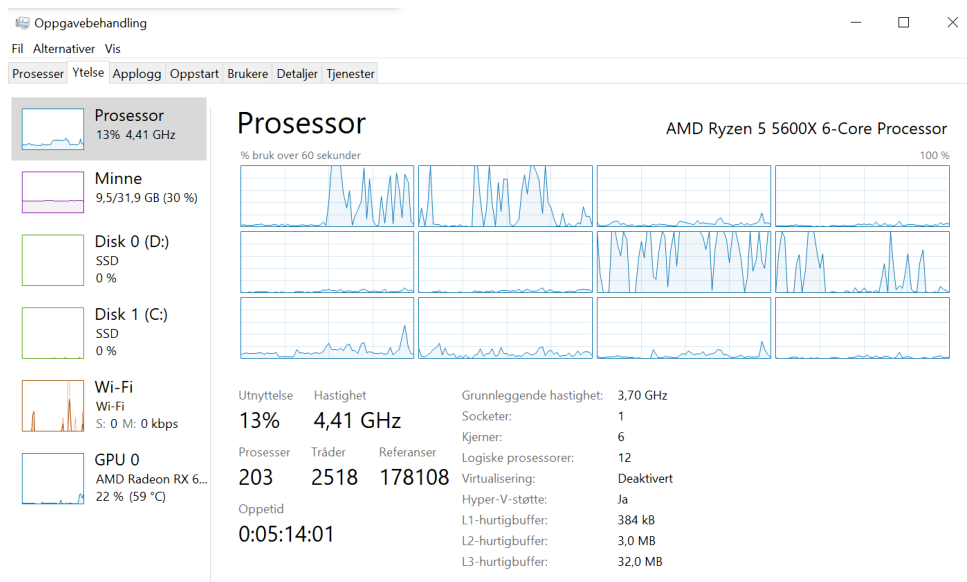 Oppgavebehandling
Fil Alternativer Vis
Prosesser Ytelse Applogg Oppstart Brukere Detaljer Tjenester
Prosessor
13% 4,41 GHz
Minne
9,5/31,9 GB (30 %)
Disk 0 (D:)
SSD
0 %
Disk 1 (C:)
SSD
0 %
Wi-Fi
Wi-Fi
S: 0 M: 0 kbps
GPU 0
AMD Radeon RX 6...
22 % (59 °C)
Prosessor
AMD Ryzen 5 5600X 6-Core Processor
% bruk over 60 sekunder 100 %
Utnyttelse Hastighet
13% 4,41 GHz
Prosesser Tråder Referanser
203 2518 178108
Oppetid
0:05:14:01
Grunnleggende hastighet: 3,70 GHz
Socketer: 1
Kjerner: 6
Logiske prosessorer: 12
Virtualisering: Deaktivert
Hyper-V-støtte: Ja
L1-hurtigbuffer: 384 kB
L2-hurtigbuffer: 3,0 MB
L3-hurtigbuffer: 32,0 MB